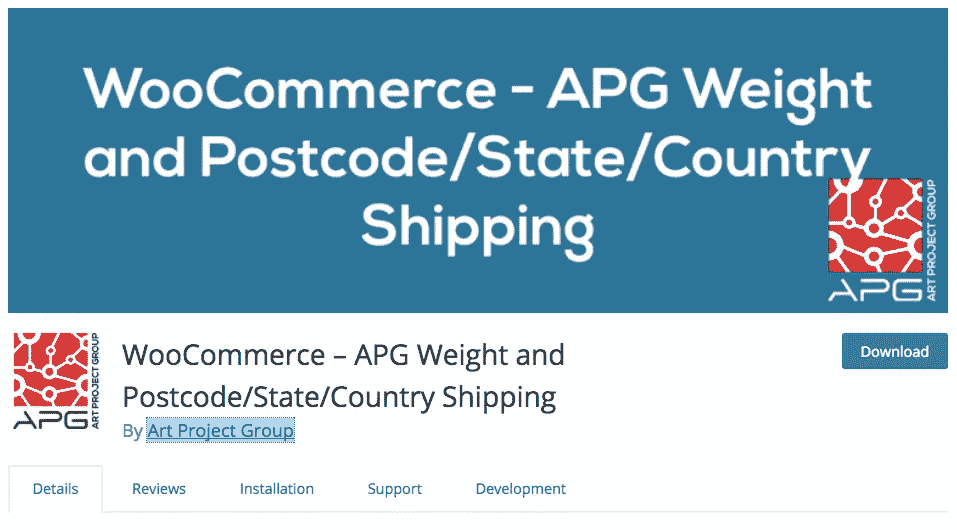 WooCommerce - APG Weight
and Postcode/State/Country
Shipping
APG
ART PROJECT GROUP
APG
ART PROJECT GROUP
WooCommerce – APG Weight and
Postcode/State/Country Shipping
By Art Project Group
Download
Details Reviews Installation Support Development